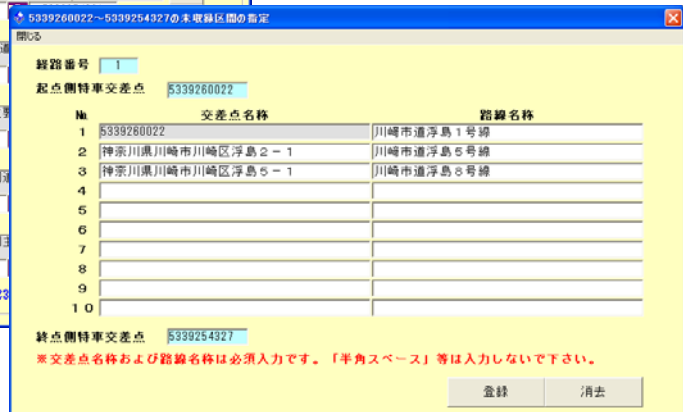 5339260022～5339254327の未収録区間の指定
閉じる
経路番号 1
起点側特車交差点 5339260022
№ 交差点名称 路線名称
1 5339260022 川崎市道浮島１号線
2 神奈川県川崎市川崎区浮島２－１ 川崎市道浮島５号線
3 神奈川県川崎市川崎区浮島５－１ 川崎市道浮島８号線
4
5
6
7
8
9
10
終点側特車交差点 5339254327
※交差点名称および路線名称は必須入力です。「半角スペース」等は入力しないで下さい。
登録 消去